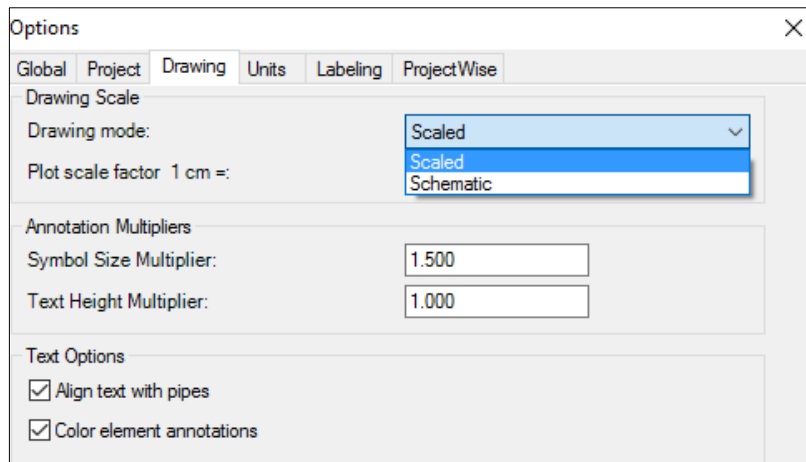 Options
Global Project Drawing Units Labeling ProjectWise
Drawing Scale
Drawing mode: Scaled
Scaled
Plot scale factor 1 cm =:
Schematic
Annotation Multipliers
Symbol Size Multiplier: 1.500
Text Height Multiplier: 1.000
Text Options
Align text with pipes
Color element annotations